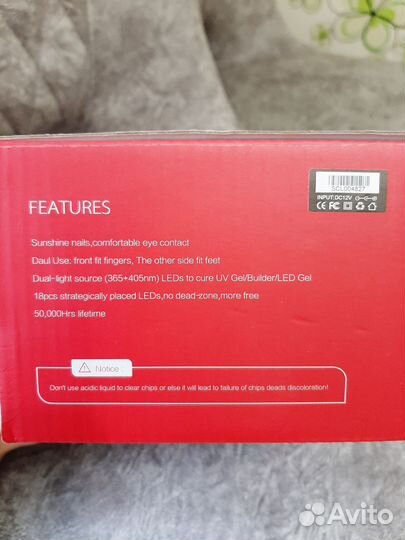 SCL004827
INPUT:DC12V
CE FC
FEATURES
Sunshine nails,comfortable eye contact
Daul Use: front fit fingers, The other side fit feet
Dual-light source (365+405nm) LEDs to cure UV Gel/Builder/LED Gel
18pcs strategically placed LEDs,no dead-zone,more free
50,000Hrs lifetime
Notice
Don't use acidic liquid to clear chips or else it will lead to failure of chips deads discoloration!
Avito